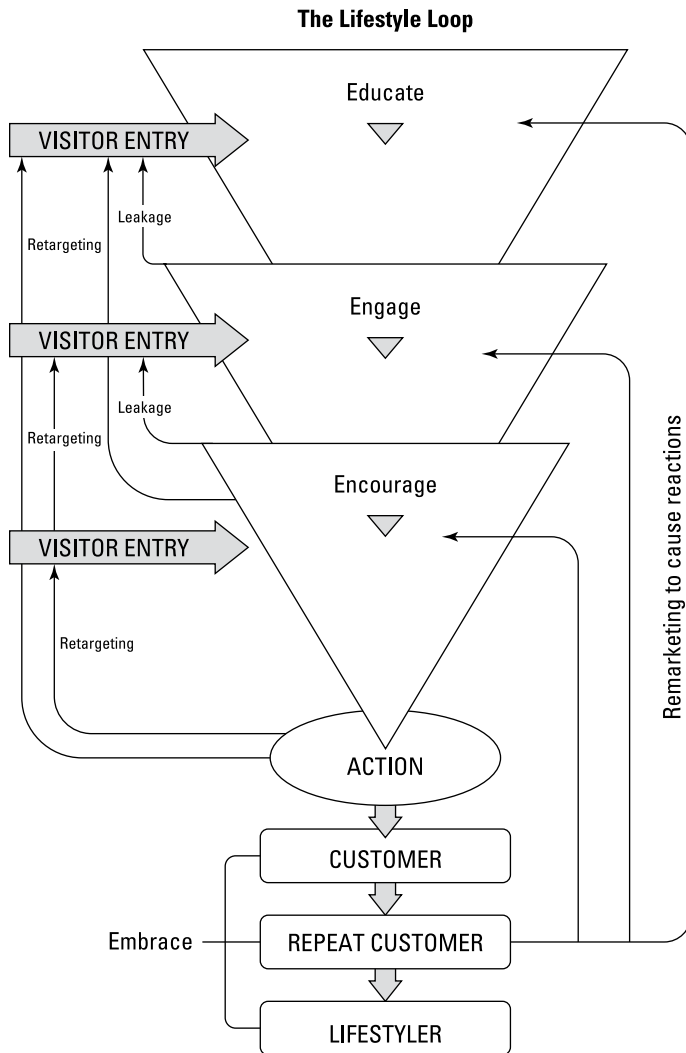 The Lifestyle Loop
Educate
VISITOR ENTRY
Leakage
Retargeting
Engage
VISITOR ENTRY
Leakage
Retargeting
Encourage
VISITOR ENTRY
Retargeting
Remarketing to cause reactions
ACTION
CUSTOMER
Embrace
REPEAT CUSTOMER
LIFESTYLER